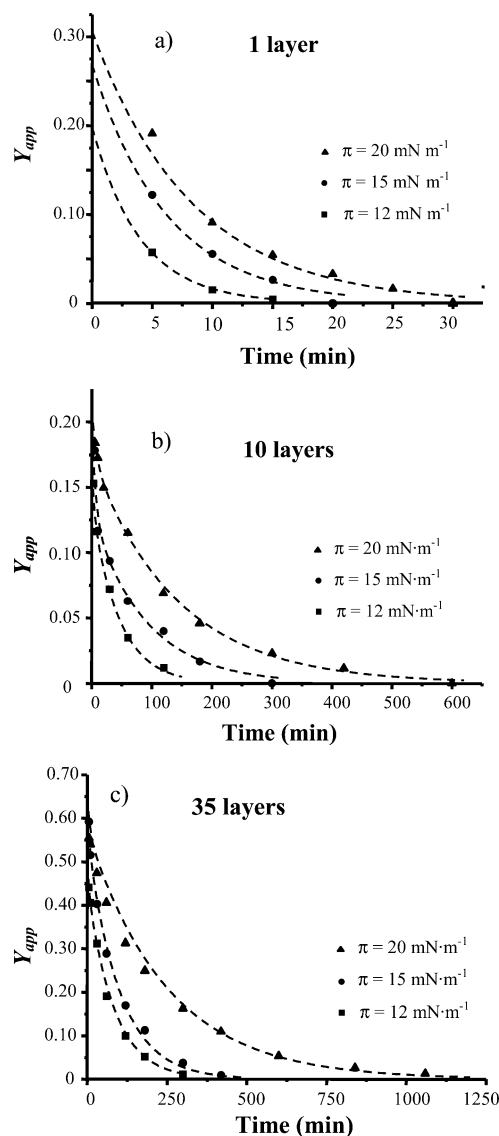 a) 1 layer
0.30
0.20
0.10
0
Y_app
▲ π = 20 mN m⁻¹
● π = 15 mN m⁻¹
■ π = 12 mN m⁻¹
0 5 10 15 20 25 30
Time (min)
b) 10 layers
0.20
0.15
0.10
0.05
0
Y_app
▲ π = 20 mN·m⁻¹
● π = 15 mN·m⁻¹
■ π = 12 mN·m⁻¹
0 100 200 300 400 500 600
Time (min)
c) 35 layers
0.70
0.60
0.50
0.40
0.30
0.20
0.10
0
Y_app
▲ π = 20 mN·m⁻¹
● π = 15 mN·m⁻¹
■ π = 12 mN·m⁻¹
0 250 500 750 1000 1250
Time (min)